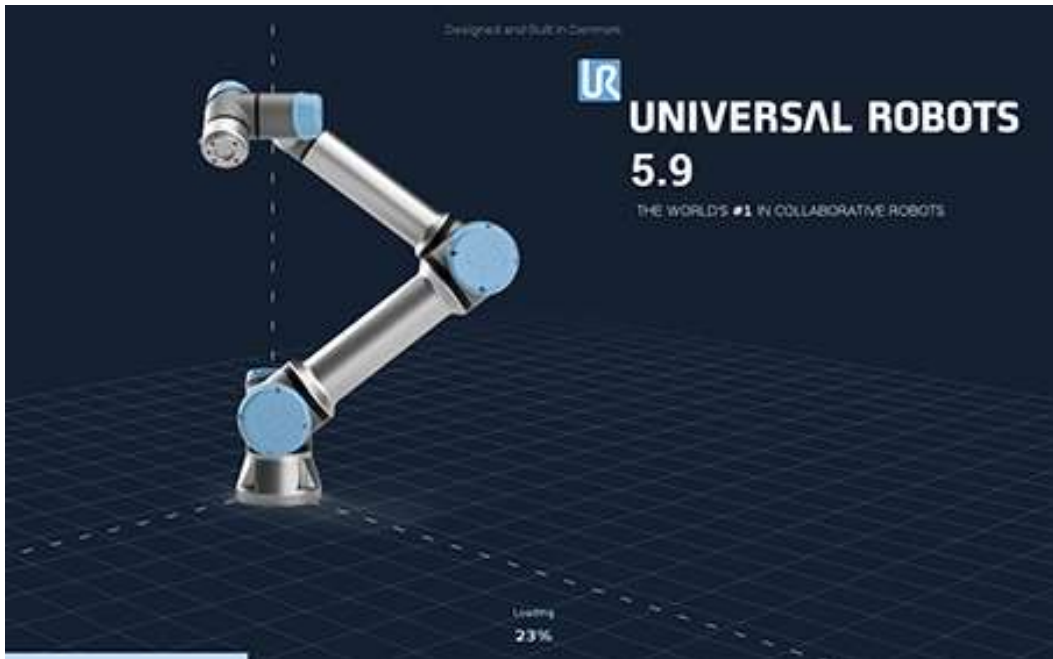 Designed and Built in Denmark
UR
UNIVERSAL ROBOTS
5.9
THE WORLD'S #1 IN COLLABORATIVE ROBOTS
Loading
23%